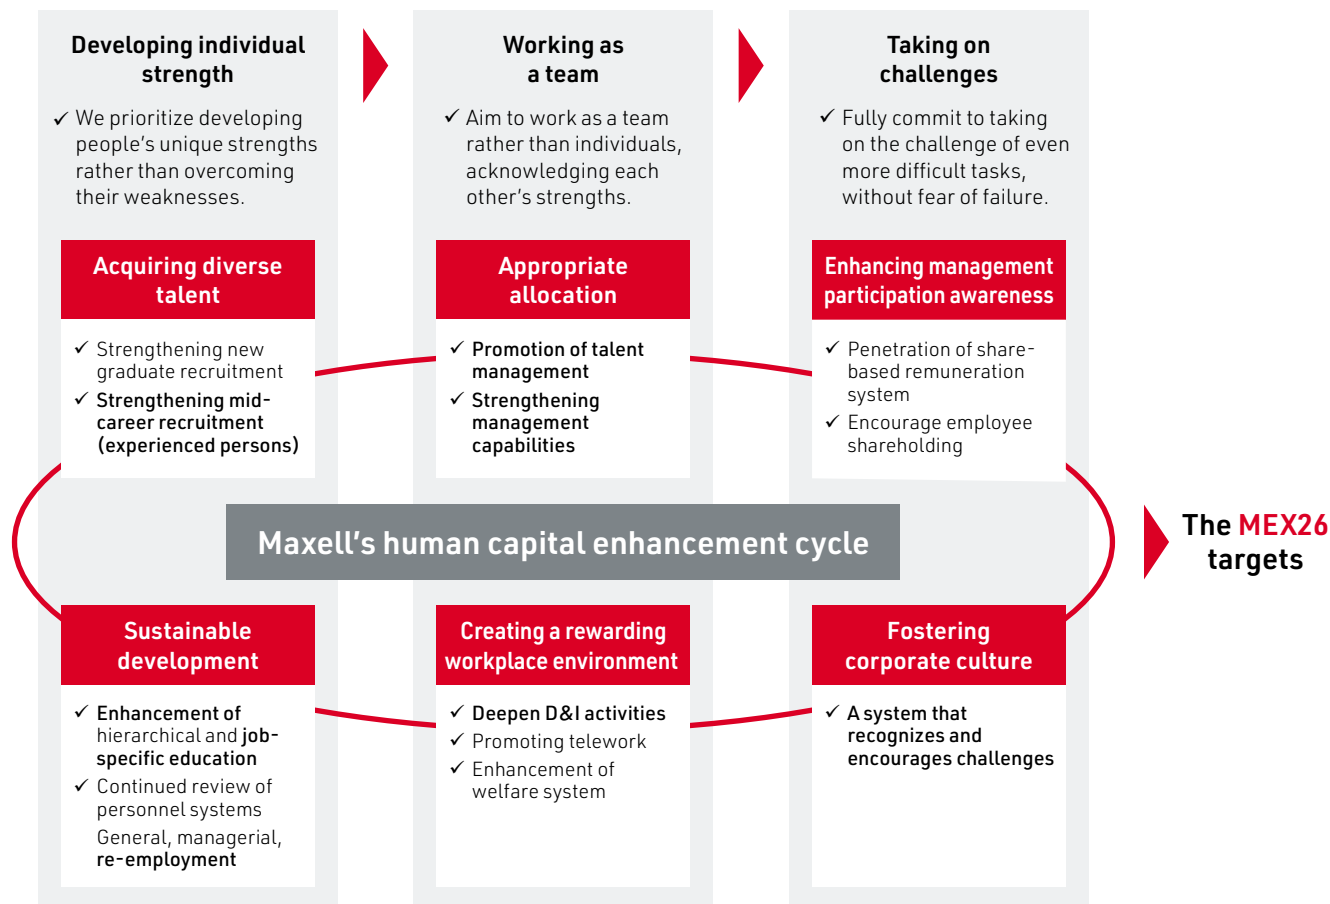 Developing individual
strength
✓ We prioritize developing
people's unique strengths
rather than overcoming
their weaknesses.
Working as
a team
✓ Aim to work as a team
rather than individuals,
acknowledging each
other's strengths.
Taking on
challenges
✓ Fully commit to taking
on the challenge of even
more difficult tasks,
without fear of failure.
Acquiring diverse
talent
✓ Strengthening new
graduate recruitment
✓ Strengthening mid-
career recruitment
(experienced persons)
Appropriate
allocation
✓ Promotion of talent
management
✓ Strengthening
management
capabilities
Enhancing management
participation awareness
✓ Penetration of share-
based remuneration
system
✓ Encourage employee
shareholding
Maxell's human capital enhancement cycle
The MEX26
targets
Sustainable
development
✓ Enhancement of
hierarchical and job-
specific education
✓ Continued review of
personnel systems
General, managerial,
re-employment
Creating a rewarding
workplace environment
✓ Deepen D&I activities
✓ Promoting telework
✓ Enhancement of
welfare system
Fostering
corporate culture
✓ A system that
recognizes and
encourages challenges